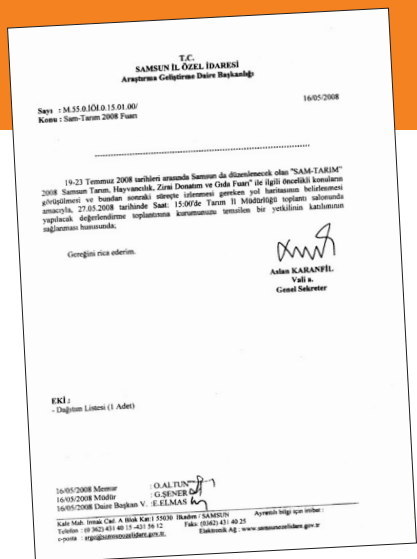 T.C.
SAMSUN İL ÖZEL İDARESİ
Araştırma Geliştirme Daire Başkanlığı
Sayı : M.55.0.İÖİ.0.15.01.00/ 16/05/2008
Konu : Sam-Tarım 2008 Fuarı
19-23 Temmuz 2008 tarihleri arasında Samsun da düzenlenecek olan "SAM-TARIM"
2008 Samsun Tarım, Hayvancılık, Zirai Donatım ve Gıda Fuarı" ile ilgili öncelikli konuların
görüşülmesi ve bundan sonraki süreçte izlenmesi gereken yol haritasının belirlenmesi
amacıyla, 27.05.2008 tarihinde Saat: 15:00'de Tarım İl Müdürlüğü toplantı salonunda
yapılacak değerlendirme toplantısına kurumunuzu temsilen bir yetkilinin katılımının
sağlanması hususunda;
Gereğini rica ederim.
Aslan KARANFİL
Vali a.
Genel Sekreter
EKİ :
- Dağıtım Listesi (1 Adet)
16/05/2008 Memur : O.ALTUN
16/05/2008 Müdür : G.ŞENER
16/05/2008 Daire Başkan V. : E.ELMAS
Kale Mah. Irmak Cad. A Blok Kat:1 55030 İlkadım / SAMSUN Ayrıntılı bilgi için irtibat :
Telefon : (0 362) 431 40 15 -431 56 12 Faks: (0362) 431 40 25
e-posta : arge@samsunozelidare.gov.tr Elektronik Ağ : www.samsunozelidare.gov.tr